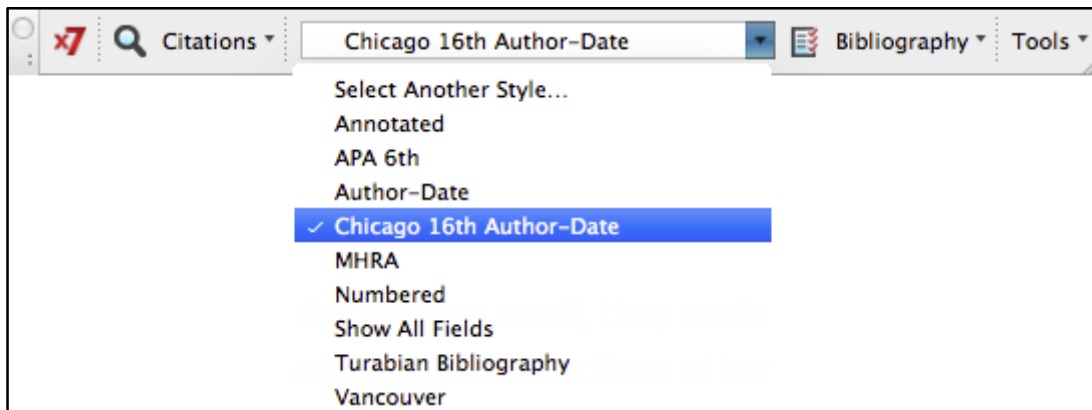 x7 Citations Chicago 16th Author-Date Bibliography Tools
Select Another Style...
Annotated
APA 6th
Author-Date
✓ Chicago 16th Author-Date
MHRA
Numbered
Show All Fields
Turabian Bibliography
Vancouver